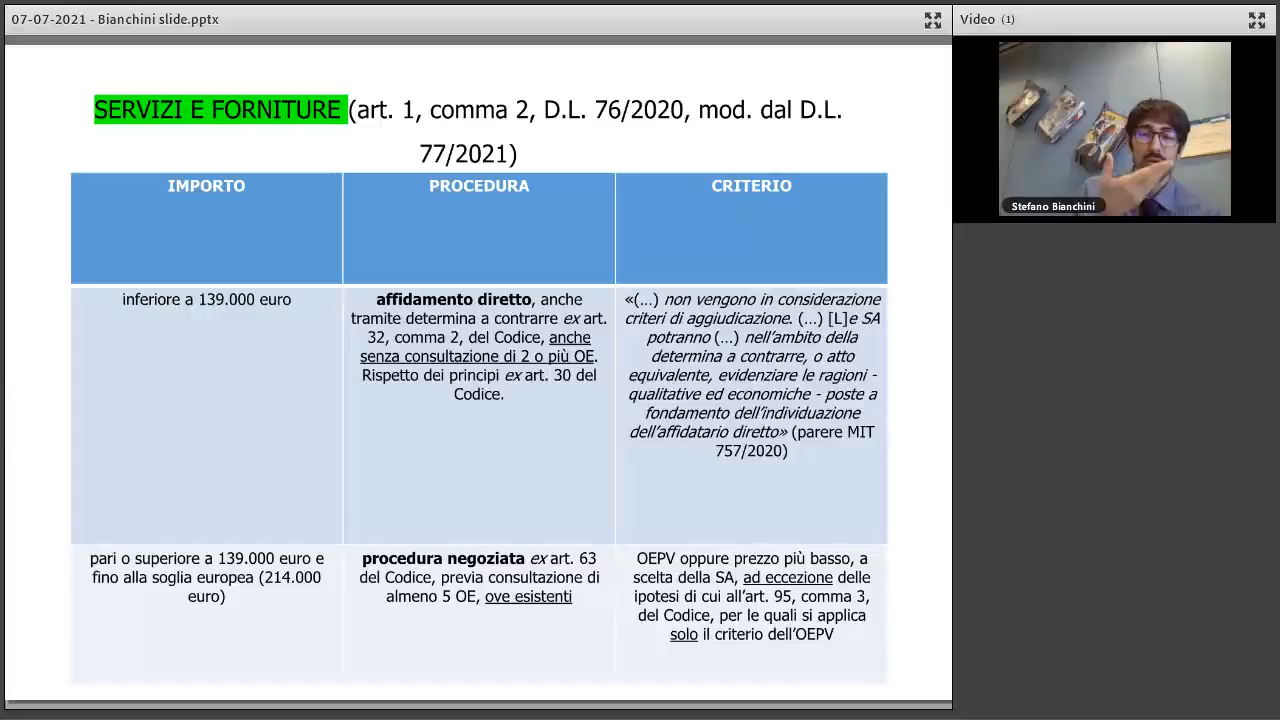 07-07-2021 - Bianchini slide.pptx
Video (1)
SERVIZI E FORNITURE (art. 1, comma 2, D.L. 76/2020, mod. dal D.L.
77/2021)
IMPORTO
PROCEDURA
CRITERIO
inferiore a 139.000 euro
affidamento diretto, anche
tramite determina a contrarre ex art.
32, comma 2, del Codice, anche
senza consultazione di 2 o più OE.
Rispetto dei principi ex art. 30 del
Codice.
«(…) non vengono in considerazione
criteri di aggiudicazione. (…) [L]e SA
potranno (…) nell’ambito della
determina a contrarre, o atto
equivalente, evidenziare le ragioni -
qualitative ed economiche - poste a
fondamento dell’individuazione
dell’affidatario diretto» (parere MIT
757/2020)
pari o superiore a 139.000 euro e
fino alla soglia europea (214.000
euro)
procedura negoziata ex art. 63
del Codice, previa consultazione di
almeno 5 OE, ove esistenti
OEPV oppure prezzo più basso, a
scelta della SA, ad eccezione delle
ipotesi di cui all’art. 95, comma 3,
del Codice, per le quali si applica
solo il criterio dell’OEPV
Stefano Bianchini